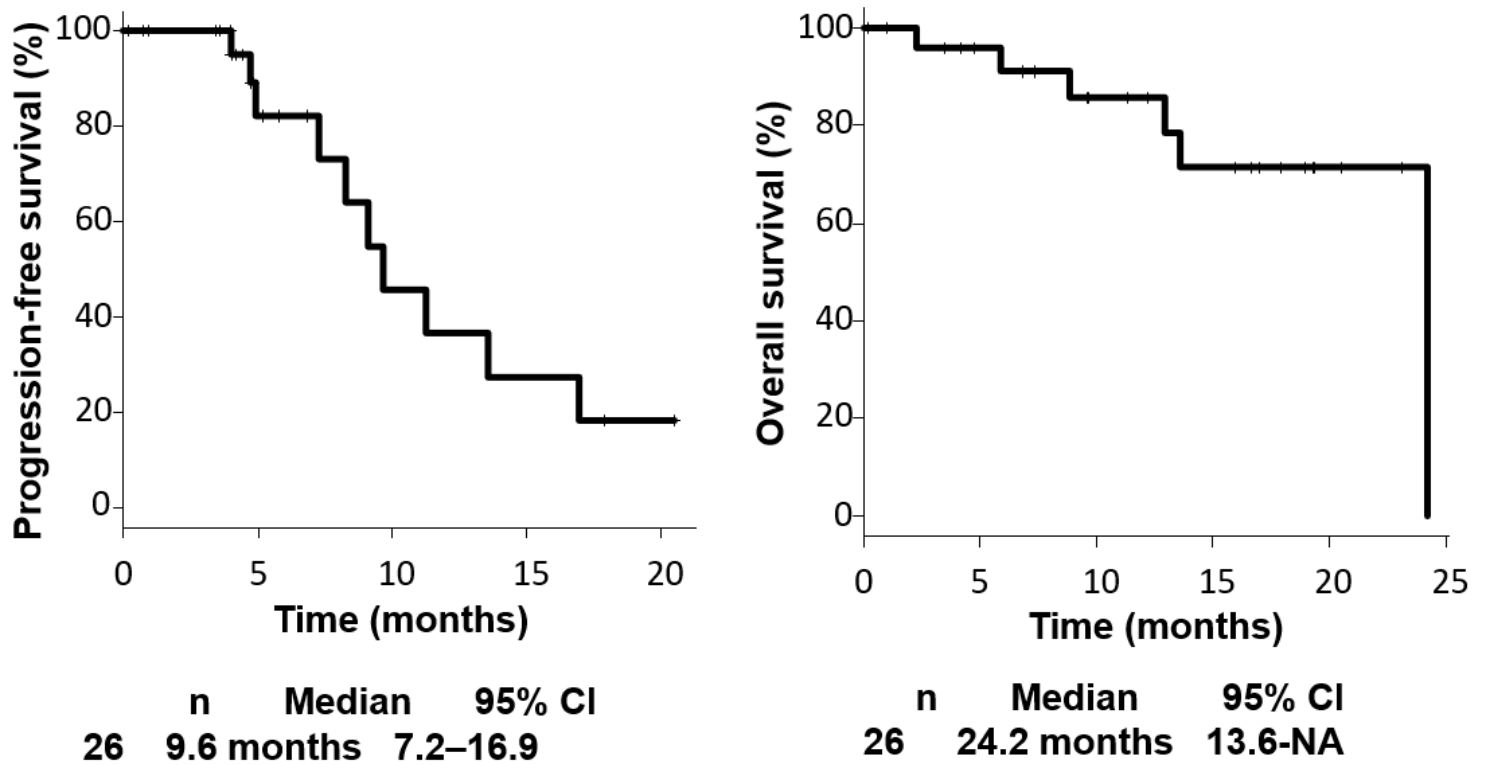 Progression-free survival (%)
100
80
60
40
20
0
0 5 10 15 20
Time (months)
n Median 95% CI
26 9.6 months 7.2–16.9
Overall survival (%)
100
80
60
40
20
0
0 5 10 15 20 25
Time (months)
n Median 95% CI
26 24.2 months 13.6-NA